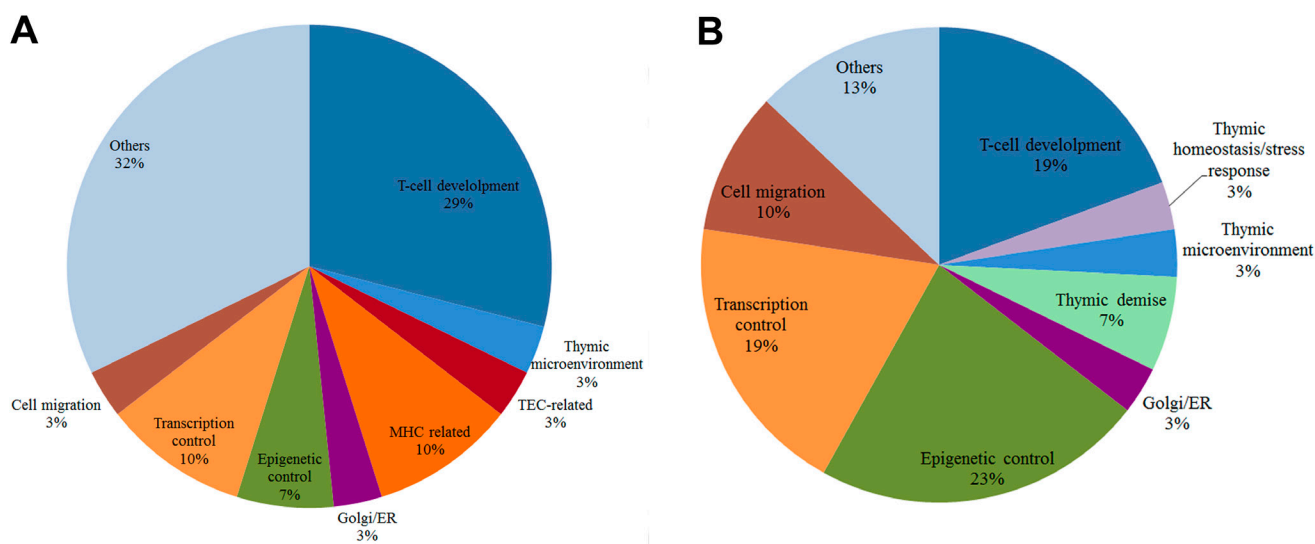 A
Others
32%
T-cell develolpment
29%
Thymic
microenvironment
3%
TEC-related
3%
MHC related
10%
Golgi/ER
3%
Epigenetic
control
7%
Transcription
control
10%
Cell migration
3%
B
Others
13%
T-cell develolpment
19%
Thymic
homeostasis/stress
response
3%
Thymic
microenvironment
3%
Thymic demise
7%
Golgi/ER
3%
Epigenetic control
23%
Transcription
control
19%
Cell migration
10%